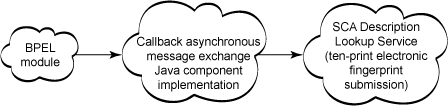 BPEL
module
Callback asynchronous
message exchange
Java component
implementation
SCA Description
Lookup Service
(ten-print electronic
fingerprint
submission)